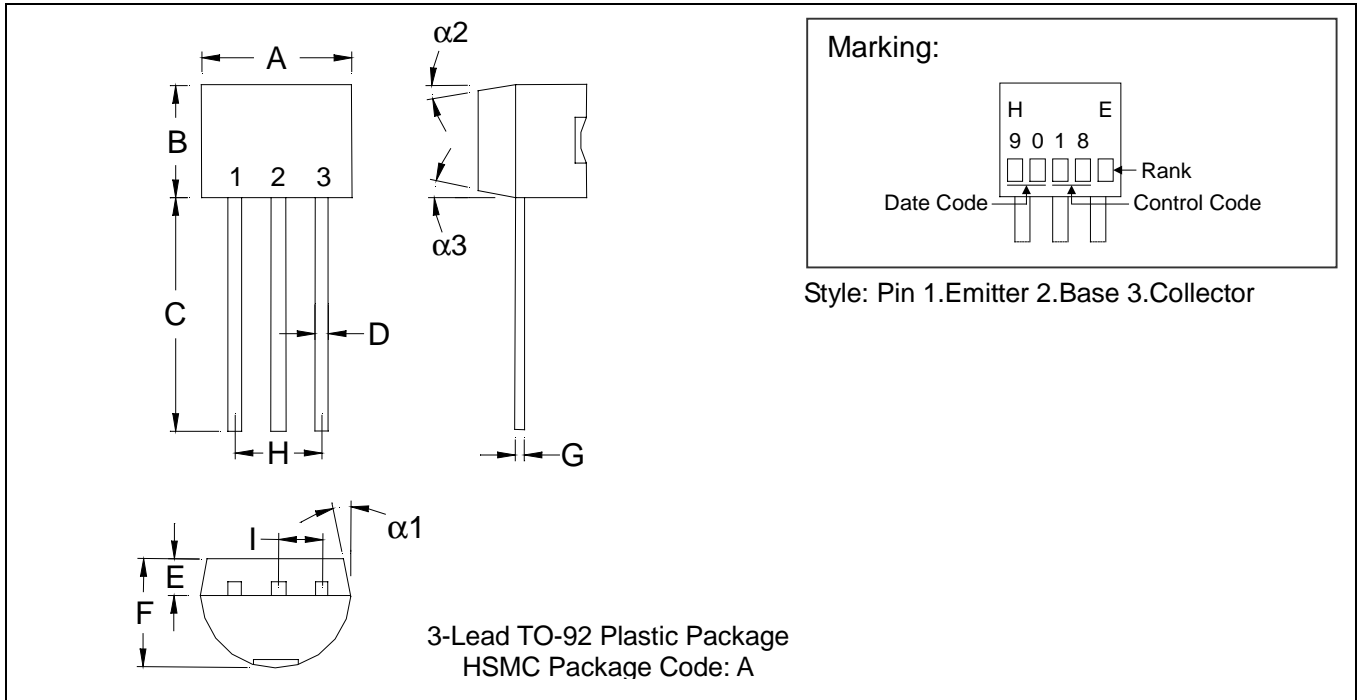 α2
A
B
1 2 3
α3
C
D
H
G
I
α1
E
F
3-Lead TO-92 Plastic Package
HSMC Package Code: A
Marking:
H E
9 0 1 8
Rank
Date Code
Control Code
Style: Pin 1.Emitter 2.Base 3.Collector